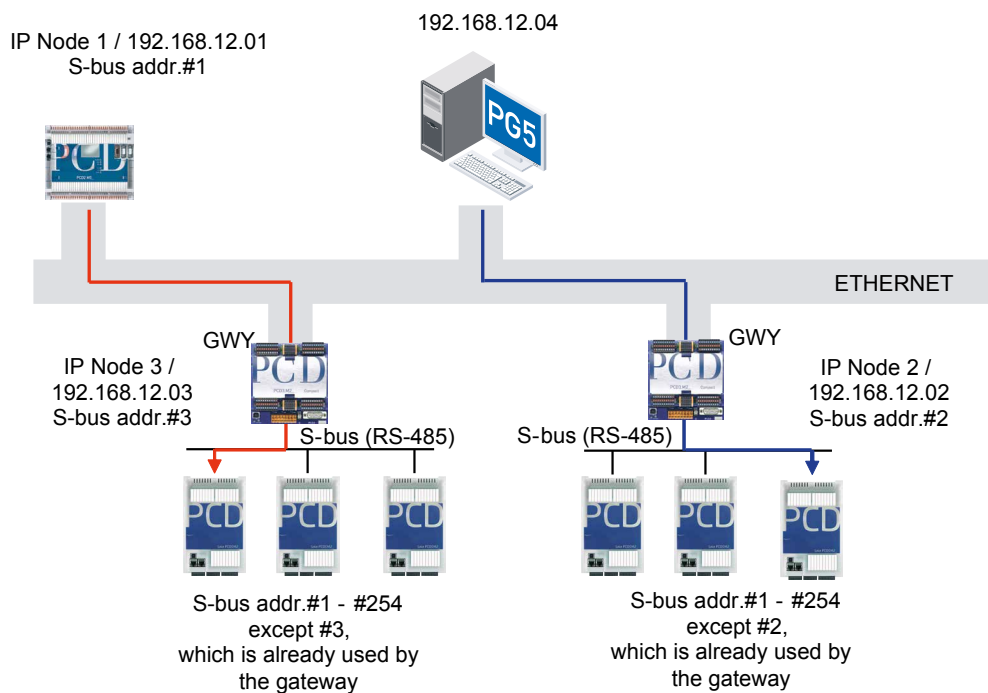 192.168.12.04
IP Node 1 / 192.168.12.01
S-bus addr.#1
PG5
PCD
ETHERNET
GWY
PCD
IP Node 3 /
192.168.12.03
S-bus addr.#3
GWY
PCD
IP Node 2 /
192.168.12.02
S-bus addr.#2
S-bus (RS-485)
S-bus (RS-485)
PCD
PCD
PCD
PCD
PCD
PCD
S-bus addr.#1 - #254
except #3,
which is already used by
the gateway
S-bus addr.#1 - #254
except #2,
which is already used by
the gateway